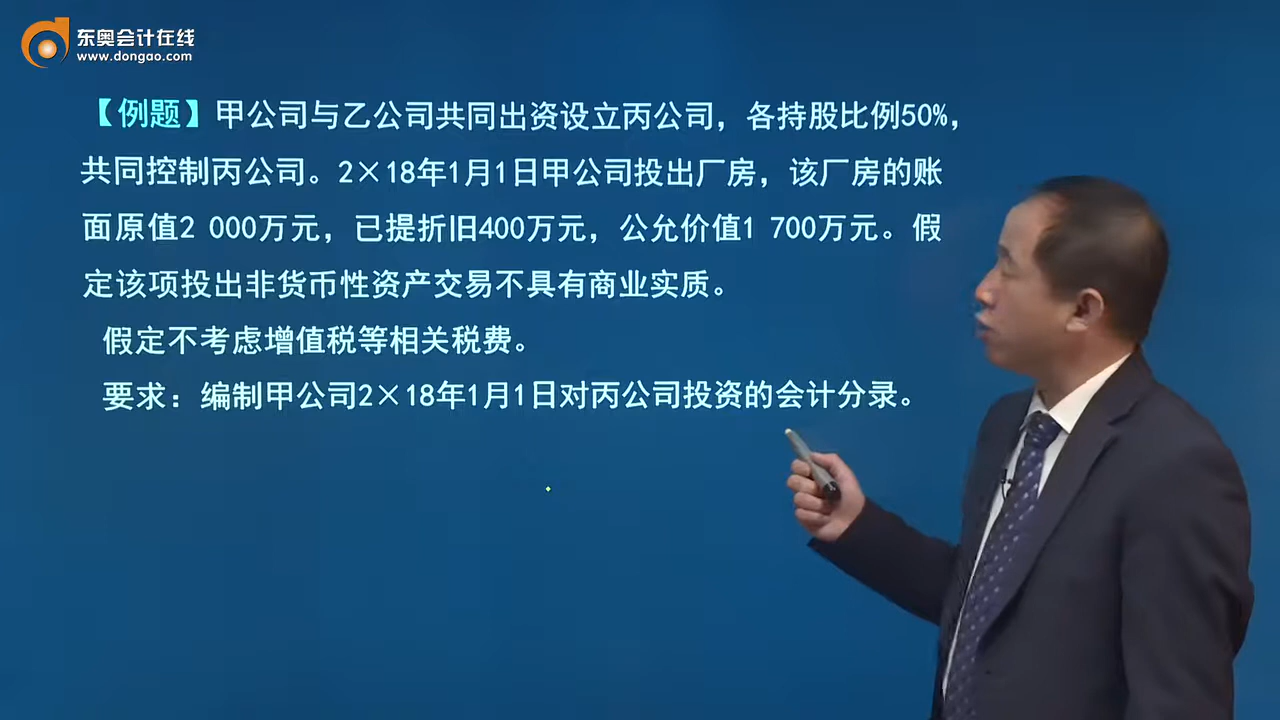 东奥会计在线
www.dongao.com
【例题】甲公司与乙公司共同出资设立丙公司，各持股比例50%，
共同控制丙公司。2×18年1月1日甲公司投出厂房，该厂房的账
面原值2 000万元，已提折旧400万元，公允价值1 700万元。假
定该项投出非货币性资产交易不具有商业实质。
假定不考虑增值税等相关税费。
要求：编制甲公司2×18年1月1日对丙公司投资的会计分录。